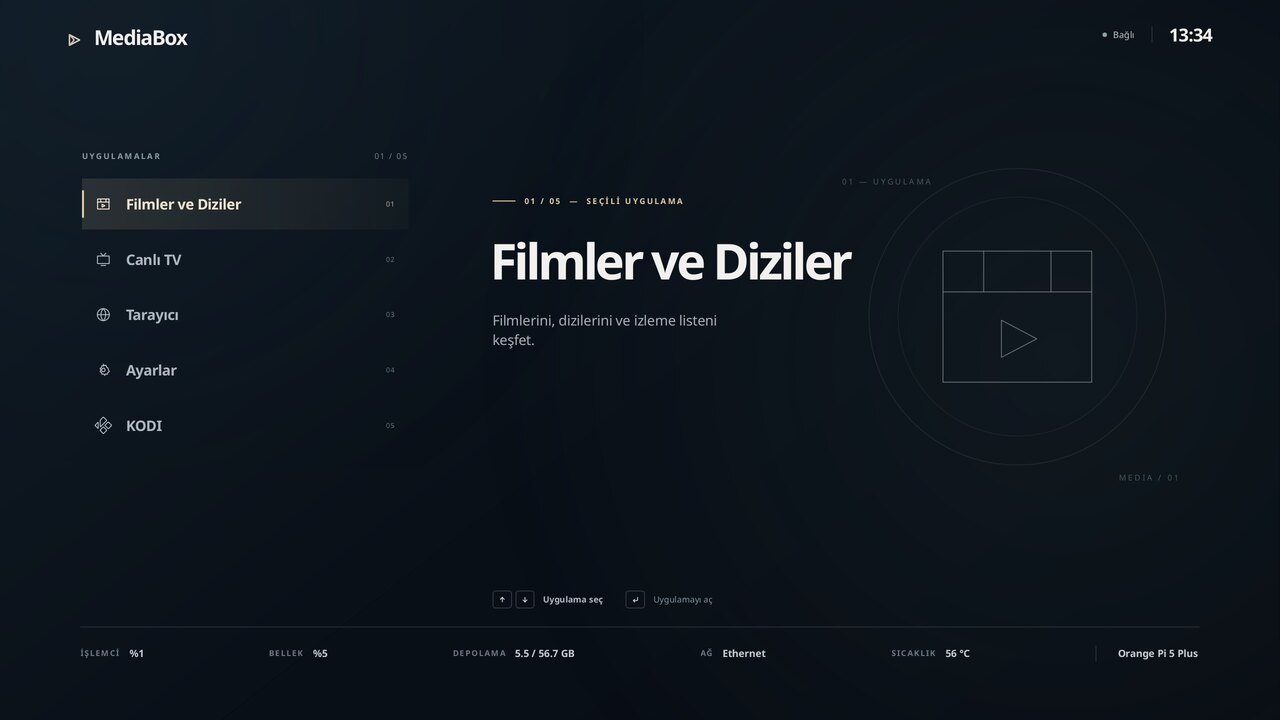 MediaBox
Bağlı
13:34
UYGULAMALAR
01 / 05
Filmler ve Diziler
01
Canlı TV
02
Tarayıcı
03
Ayarlar
04
KODI
05
01 / 05 — SEÇİLİ UYGULAMA
Filmler ve Diziler
Filmlerini, dizilerini ve izleme listeni
keşfet.
01 — UYGULAMA
MEDIA / 01
↑ ↓ Uygulama seç
↵ Uygulamayı aç
İŞLEMCİ %1
BELLEK %5
DEPOLAMA 5.5 / 56.7 GB
AĞ Ethernet
SICAKLIK 56 °C
Orange Pi 5 Plus